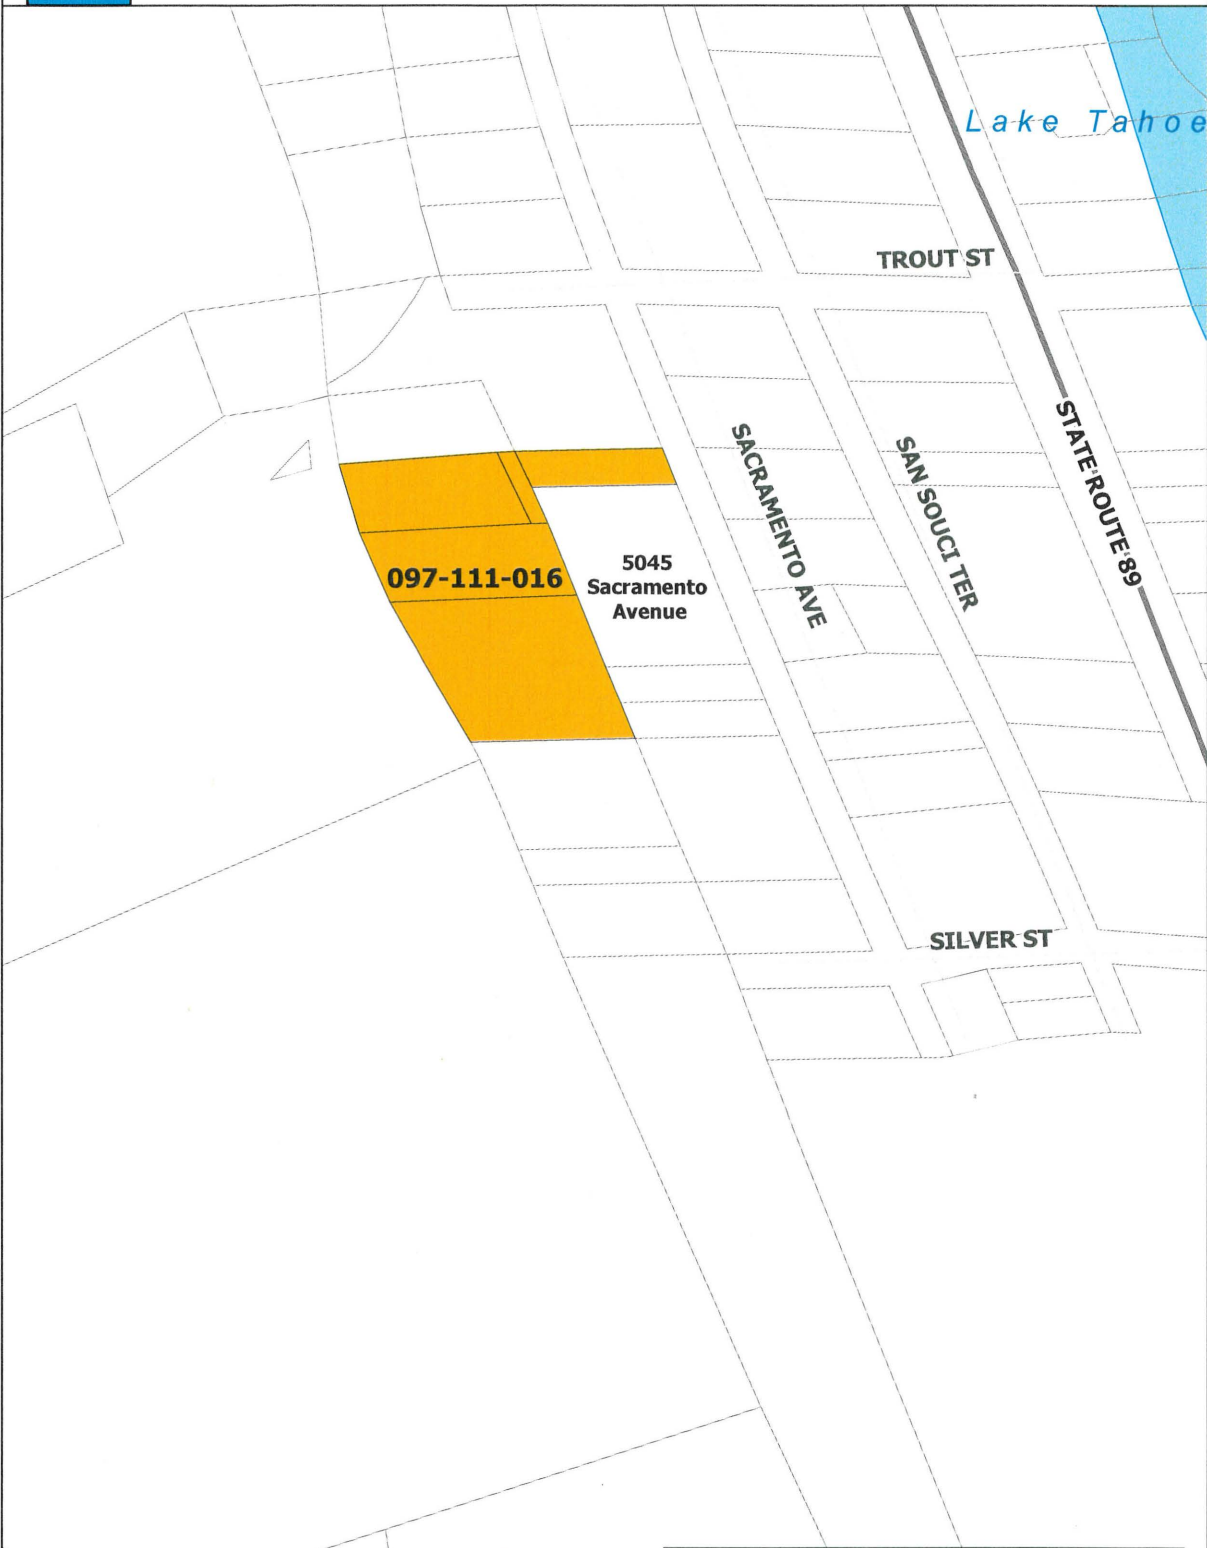 Lake Tahoe
TROUT ST
STATE ROUTE 89
SACRAMENTO AVE
SAN SOUCI TER
097-111-016
5045
Sacramento
Avenue
SILVER ST